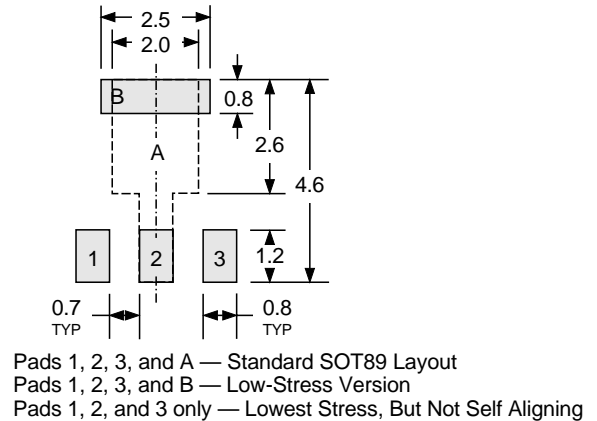 2.5
2.0
B
0.8
A
2.6
4.6
1
2
3
1.2
0.7
TYP
0.8
TYP
Pads 1, 2, 3, and A — Standard SOT89 Layout
Pads 1, 2, 3, and B — Low-Stress Version
Pads 1, 2, and 3 only — Lowest Stress, But Not Self Aligning